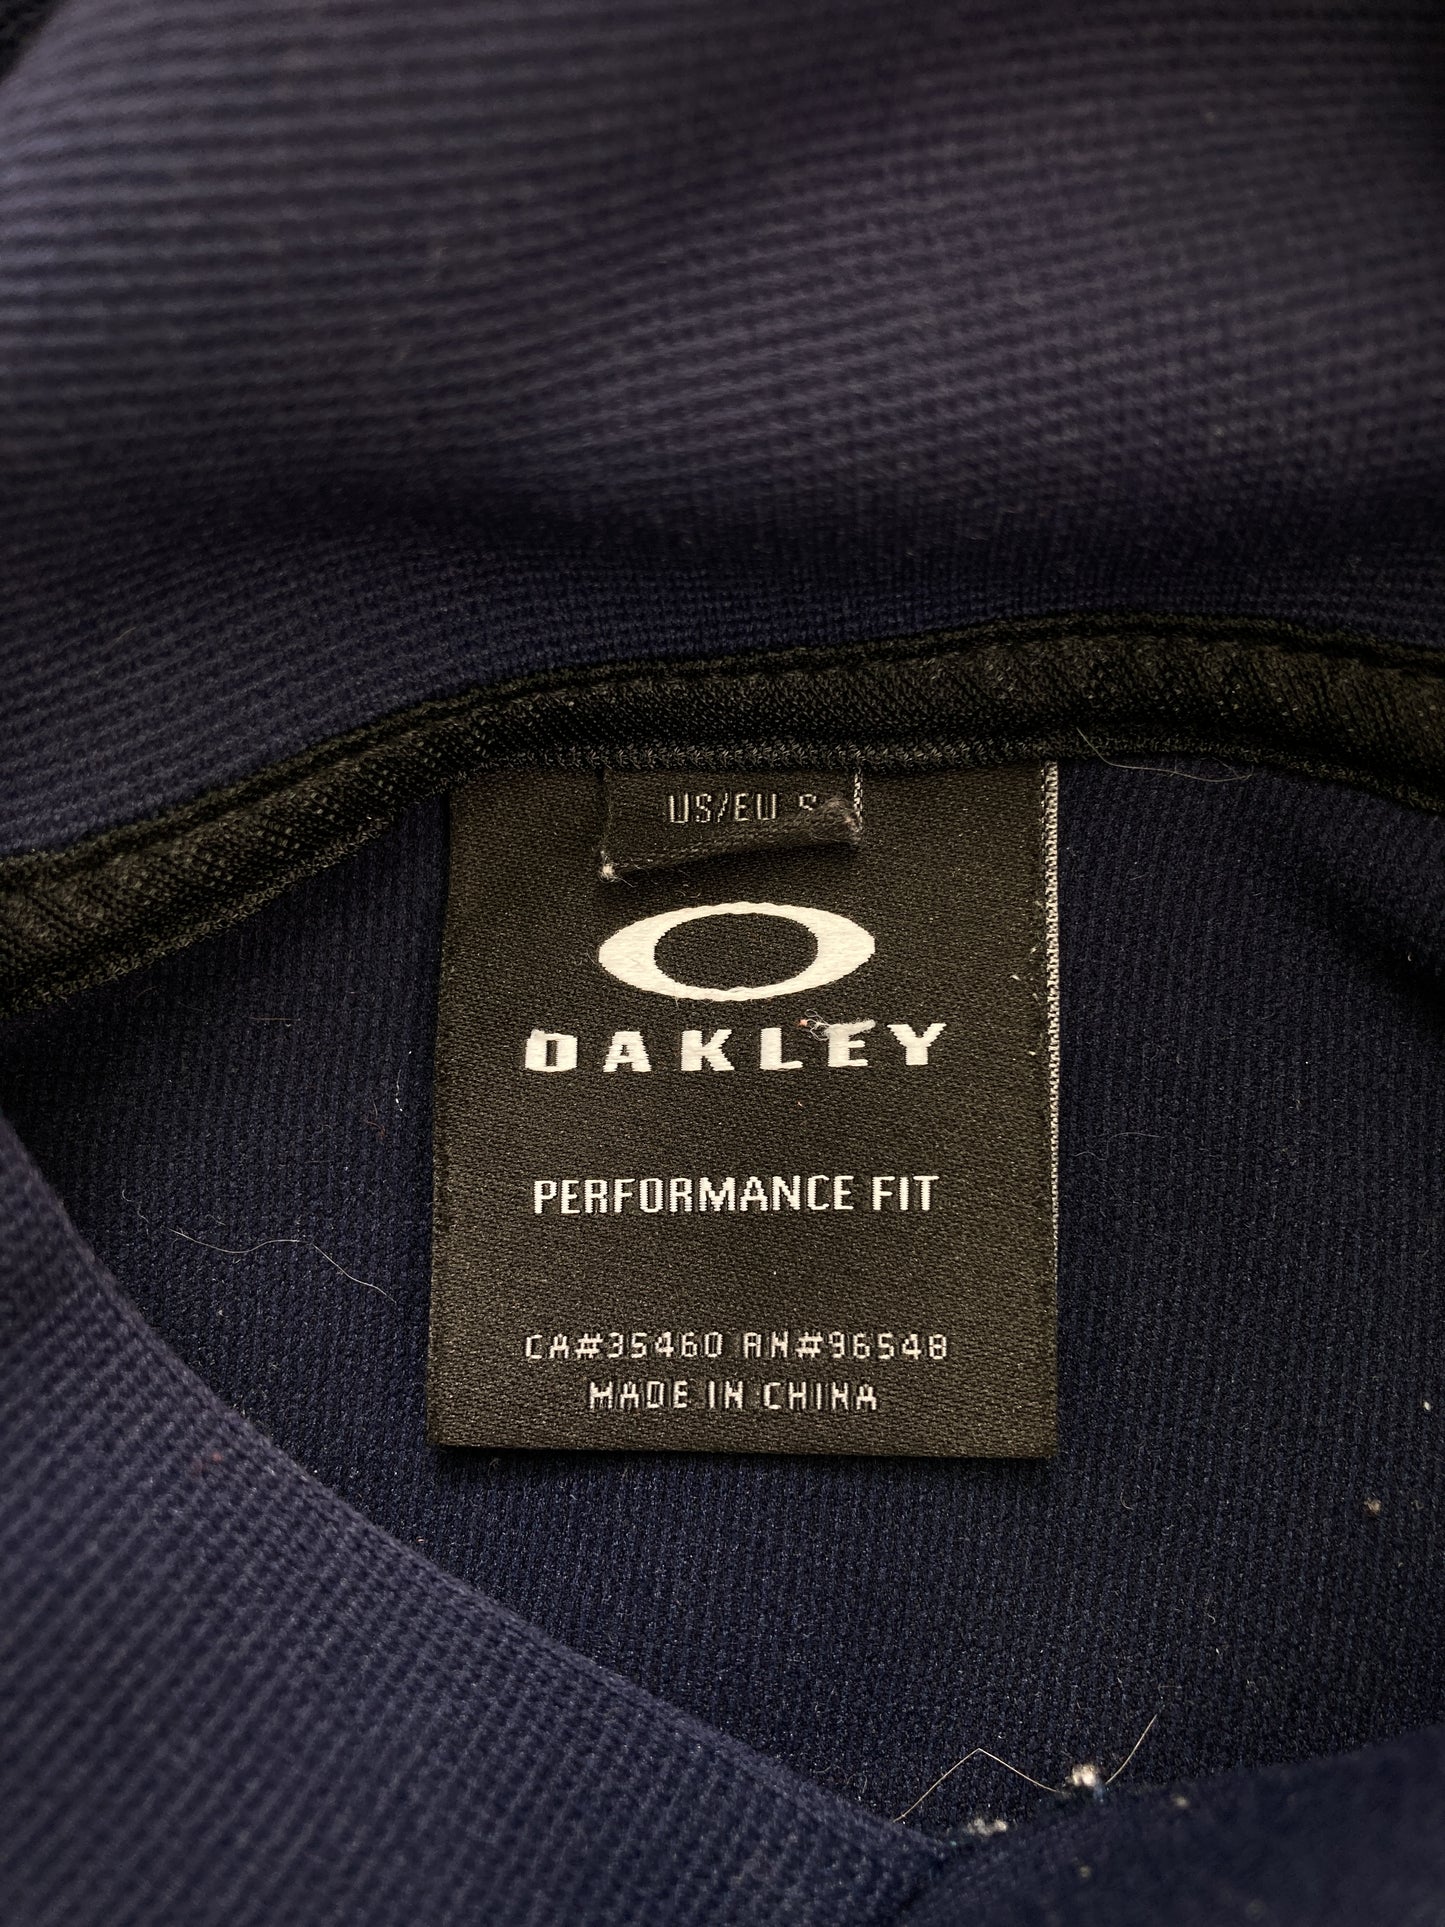 US/EU S
OAKLEY
PERFORMANCE FIT
CA#35460 RN#96548
MADE IN CHINA